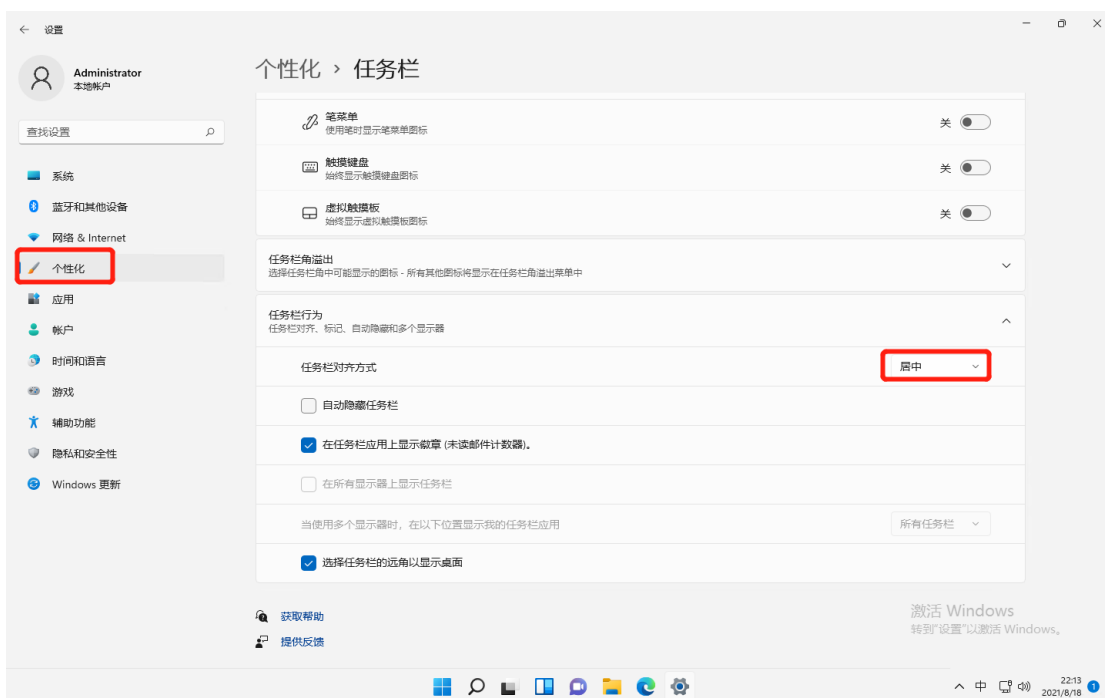 设置
Administrator
本地帐户
查找设置
系统
蓝牙和其他设备
网络 & Internet
个性化
应用
帐户
时间和语言
游戏
辅助功能
隐私和安全性
Windows 更新
个性化 › 任务栏
笔菜单
使用笔时显示笔菜单图标
关
触摸键盘
始终显示触摸键盘图标
关
虚拟触摸板
始终显示虚拟触摸板图标
关
任务栏角溢出
选择任务栏角中可能显示的图标 - 所有其他图标将显示在任务栏角溢出菜单中
任务栏行为
任务栏对齐、标记、自动隐藏和多个显示器
任务栏对齐方式
居中
自动隐藏任务栏
在任务栏应用上显示徽章 (未读邮件计数器)。
在所有显示器上显示任务栏
当使用多个显示器时，在以下位置显示我的任务栏应用
所有任务栏
选择任务栏的远角以显示桌面
获取帮助
提供反馈
激活 Windows
转到"设置"以激活 Windows。
中
22:13
2021/8/18
1